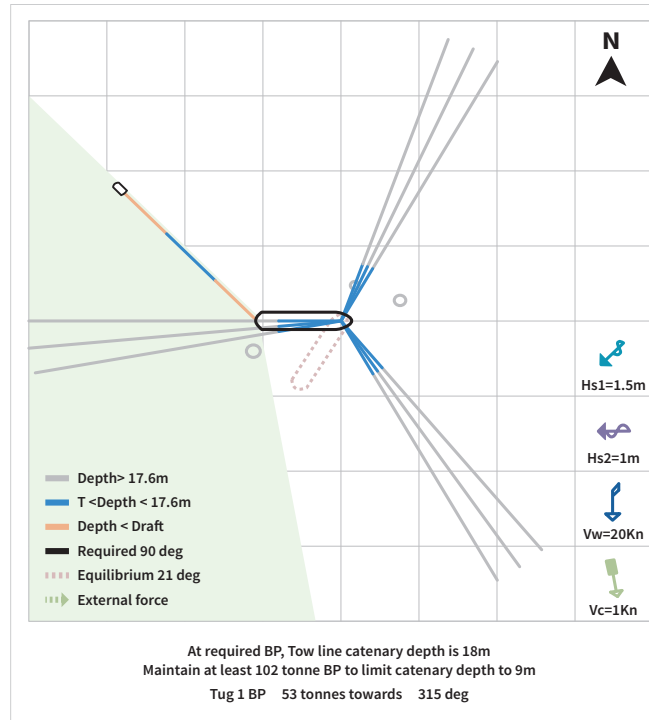 N
Hs1=1.5m
Hs2=1m
Vw=20Kn
Vc=1Kn
Depth> 17.6m
T <Depth < 17.6m
Depth < Draft
Required 90 deg
Equilibrium 21 deg
External force
At required BP, Tow line catenary depth is 18m
Maintain at least 102 tonne BP to limit catenary depth to 9m
Tug 1 BP 53 tonnes towards 315 deg